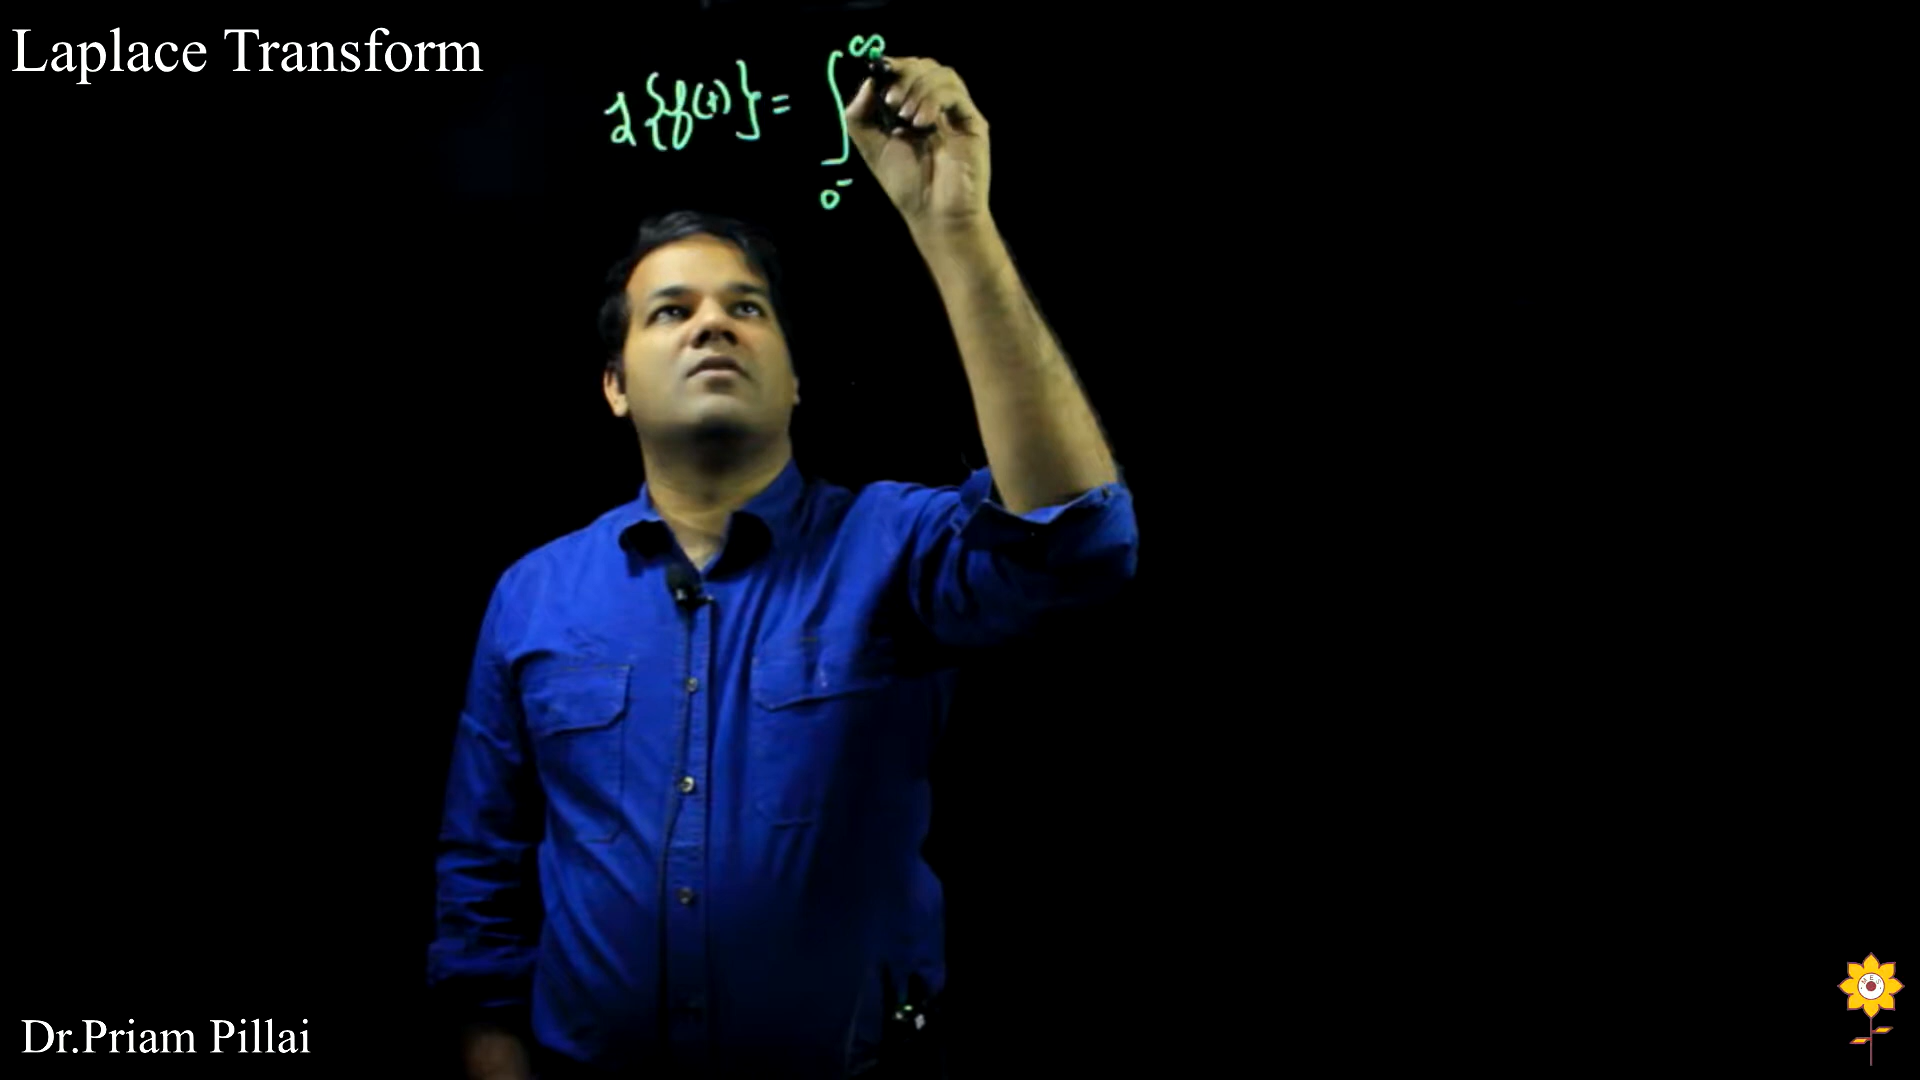 Laplace Transform
ℒ{f(t)} = ∫₀⁻^∞
Dr.Priam Pillai